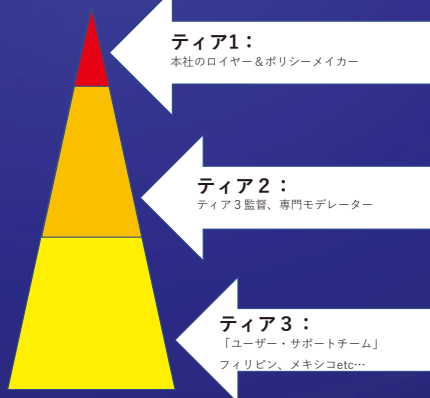 ティア1：
本社のロイヤー＆ポリシーメイカー
ティア２：
ティア３監督、専門モデレーター
ティア３：
「ユーザー・サポートチーム」
フィリピン、メキシコetc…